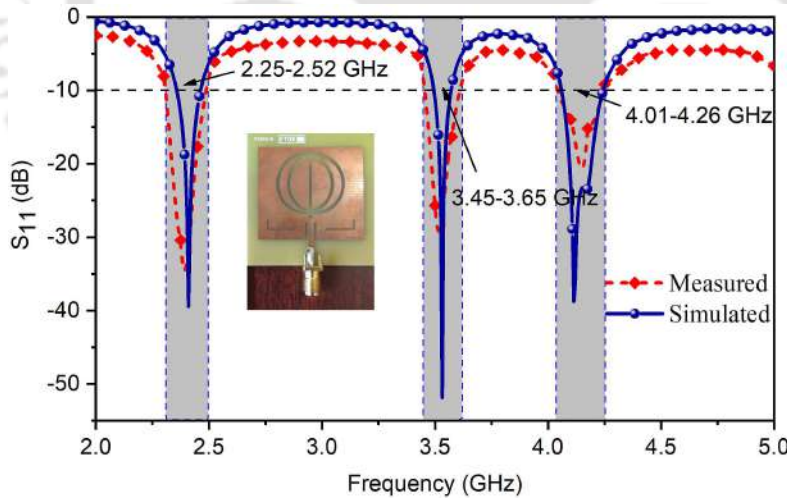 0
-10
-20
-30
-40
-50
S11 (dB)
2.25-2.52 GHz
3.45-3.65 GHz
4.01-4.26 GHz
Measured
Simulated
2.0
2.5
3.0
3.5
4.0
4.5
5.0
Frequency (GHz)